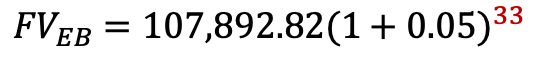 FV_EB = 107,892.82(1 + 0.05)^33